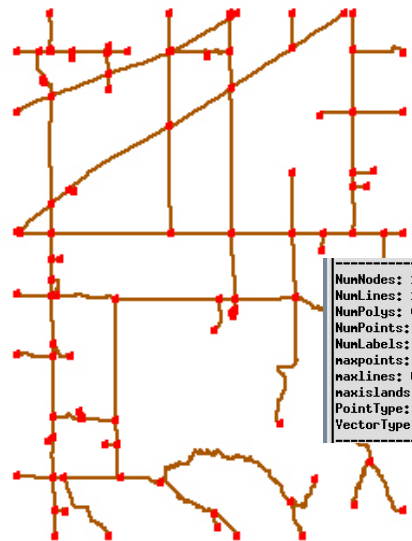 --------
NumNodes:
NumLines:
NumPolys:
NumPoints:
NumLabels:
maxpoints:
maxlines:
maxislands
PointType:
VectorType
--------